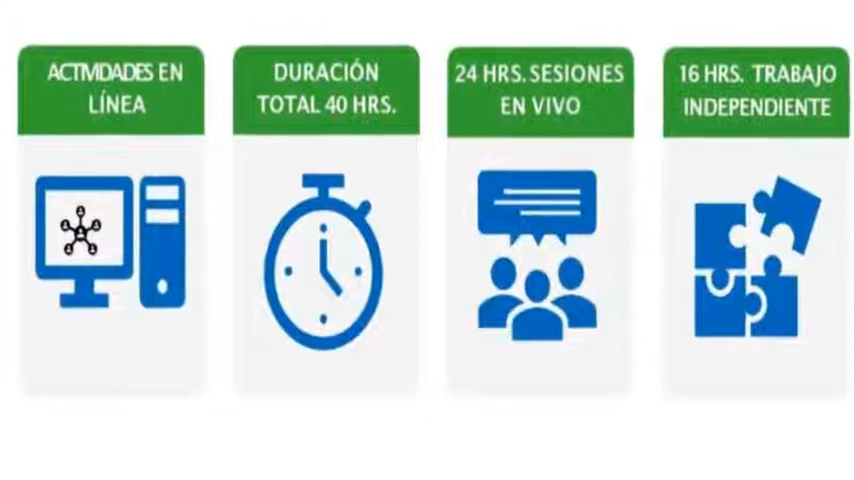 ACTIVIDADES EN
LÍNEA
DURACIÓN
TOTAL 40 HRS.
24 HRS. SESIONES
EN VIVO
16 HRS. TRABAJO
INDEPENDIENTE